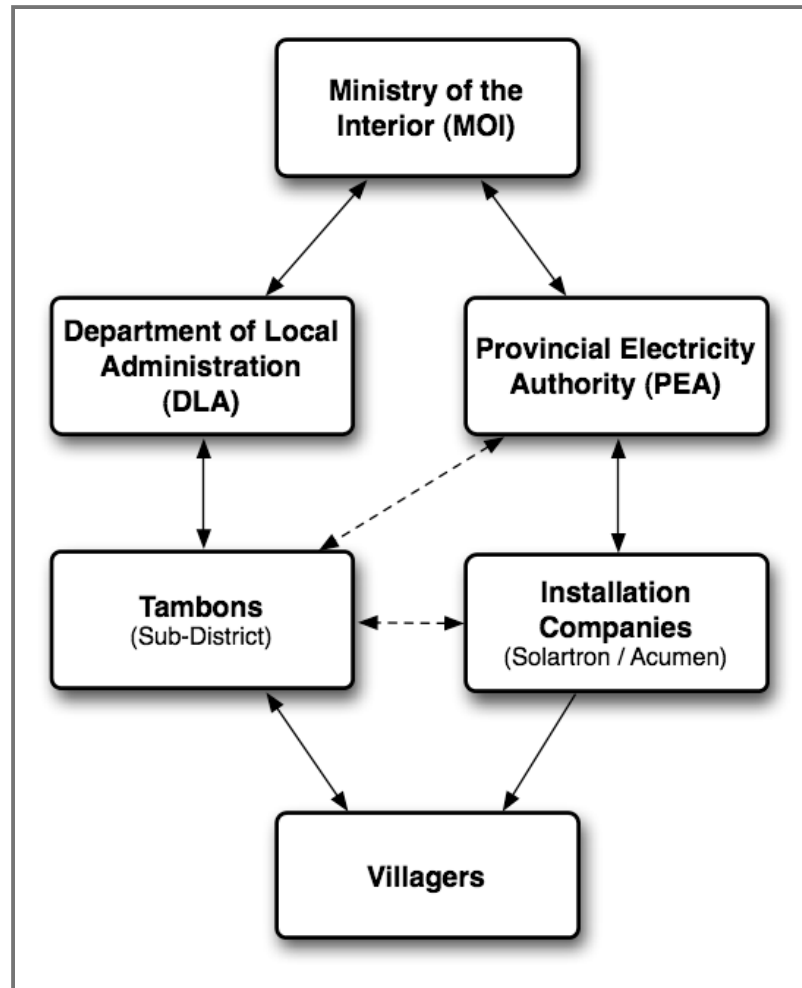 Ministry of the
Interior (MOI)
Department of Local
Administration
(DLA)
Provincial Electricity
Authority (PEA)
Tambons
(Sub-District)
Installation
Companies
(Solartron / Acumen)
Villagers